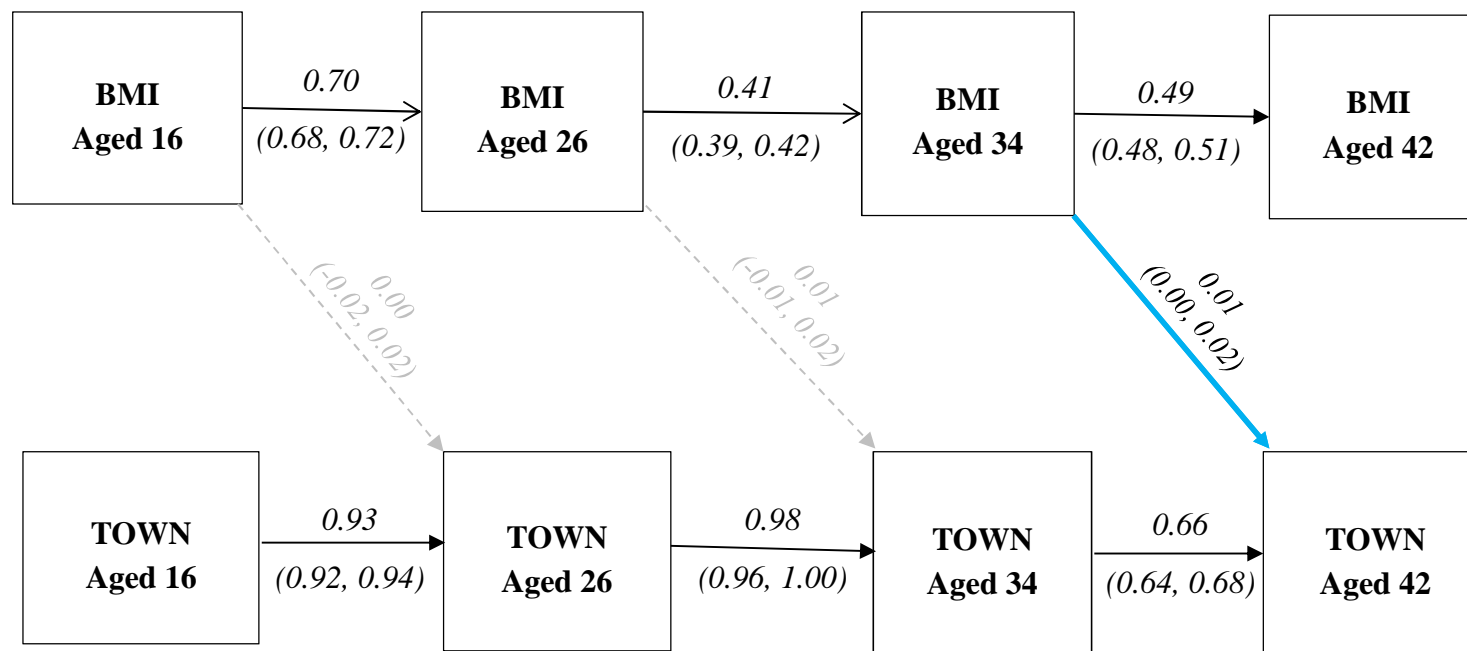 BMI
Aged 16
0.70
(0.68, 0.72)
BMI
Aged 26
0.41
(0.39, 0.42)
BMI
Aged 34
0.49
(0.48, 0.51)
BMI
Aged 42
0.00
(-0.02, 0.02)
0.01
(-0.01, 0.02)
0.01
(0.00, 0.02)
TOWN
Aged 16
0.93
(0.92, 0.94)
TOWN
Aged 26
0.98
(0.96, 1.00)
TOWN
Aged 34
0.66
(0.64, 0.68)
TOWN
Aged 42